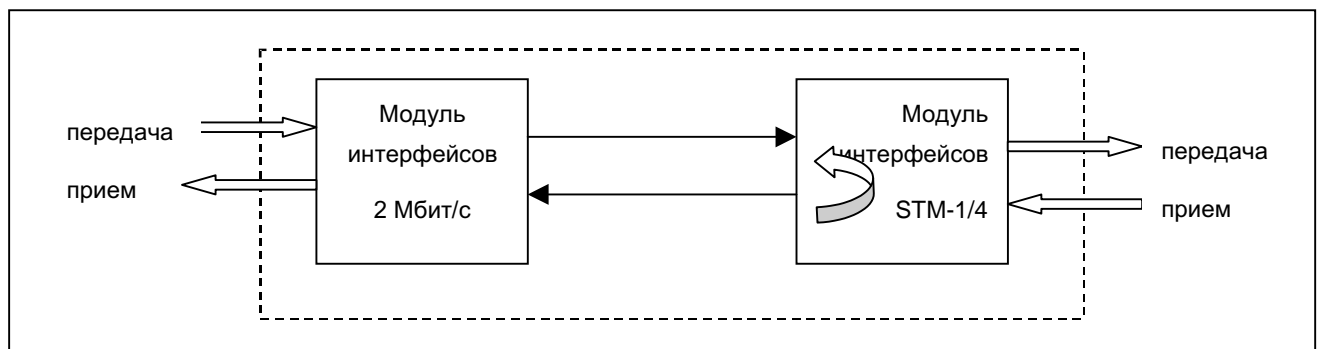 передача
прием
Модуль
интерфейсов
2 Мбит/с
Модуль
интерфейсов
STM-1/4
передача
прием